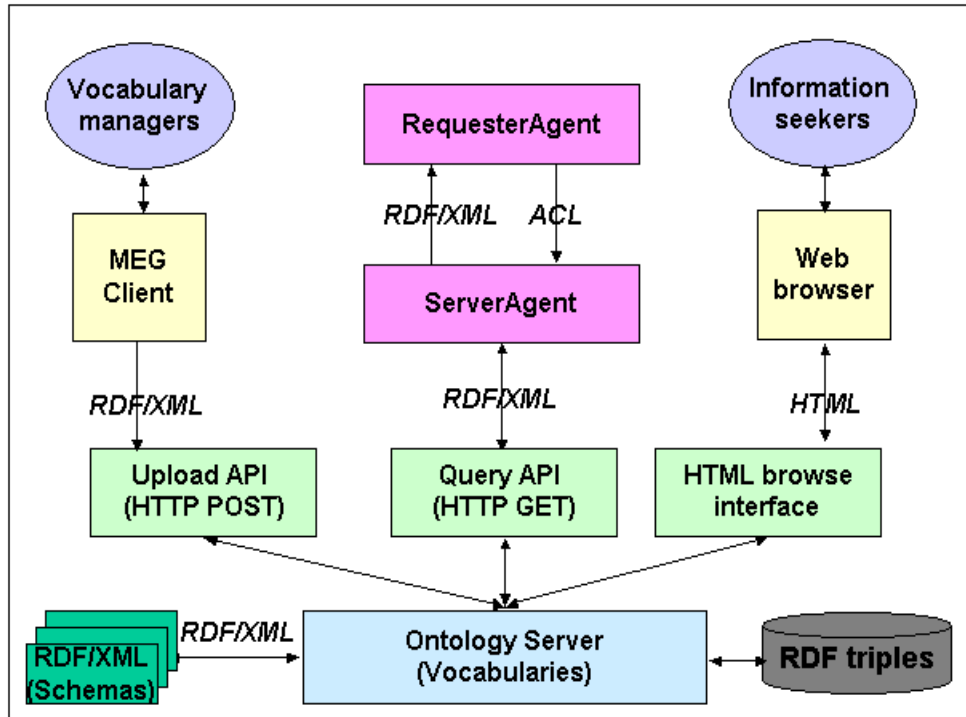 Vocabulary
managers
RequesterAgent
Information
seekers
RDF/XML
ACL
MEG
Client
ServerAgent
Web
browser
RDF/XML
RDF/XML
HTML
Upload API
(HTTP POST)
Query API
(HTTP GET)
HTML browse
interface
RDF/XML
RDF/XML
(Schemas)
Ontology Server
(Vocabularies)
RDF triples